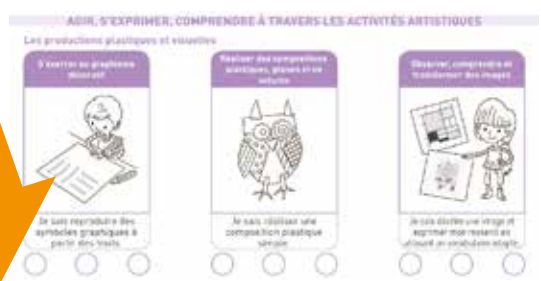 AGIR, S'EXPRIMER, COMPRENDRE À TRAVERS LES ACTIVITÉS ARTISTIQUES
Les productions plastiques et visuelles
S'exercer au graphisme
décoratif
Réaliser des compositions
plastiques, planes et en
volume
Observer, comprendre et
transformer des images
Je sais reproduire des
symboles graphiques à
partir des traits.
Je sais réaliser une
composition plastique
simple.
Je sais décrire une image et
exprimer mon ressenti en
utilisant un vocabulaire adapté.